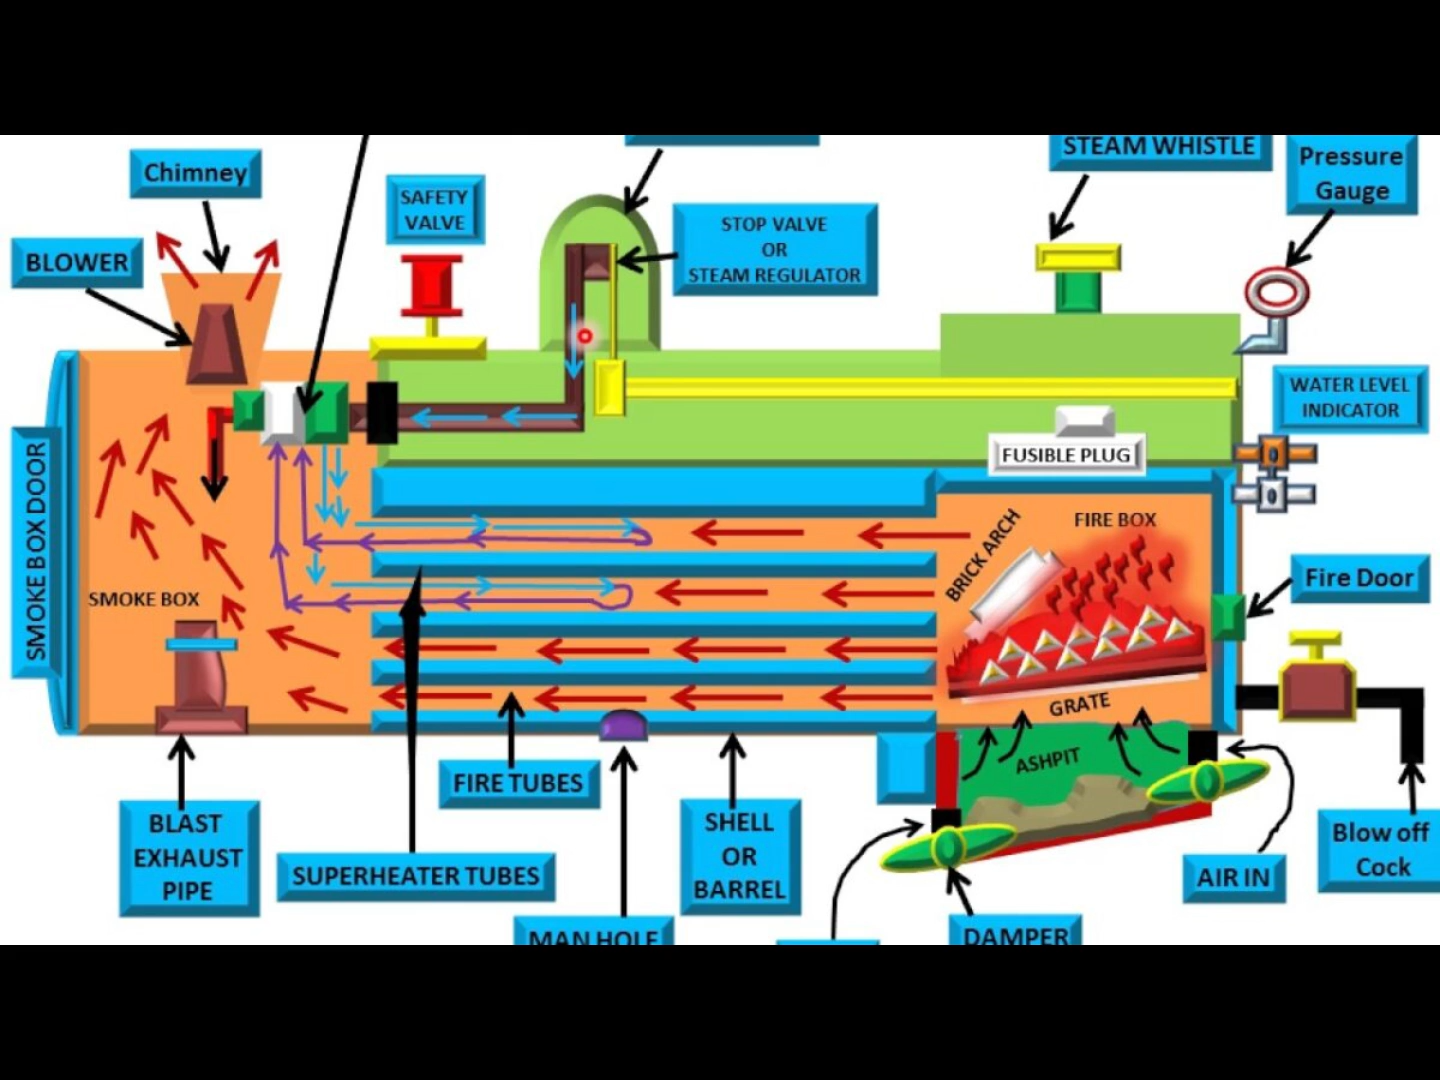 STEAM WHISTLE
Pressure
Gauge
Chimney
SAFETY
VALVE
STOP VALVE
OR
STEAM REGULATOR
BLOWER
WATER LEVEL
INDICATOR
FUSIBLE PLUG
SMOKE BOX DOOR
BRICK ARCH
FIRE BOX
Fire Door
SMOKE BOX
GRATE
ASHPIT
FIRE TUBES
BLAST
EXHAUST
PIPE
SHELL
OR
BARREL
SUPERHEATER TUBES
AIR IN
Blow off
Cock
MAN HOLE
DAMPER